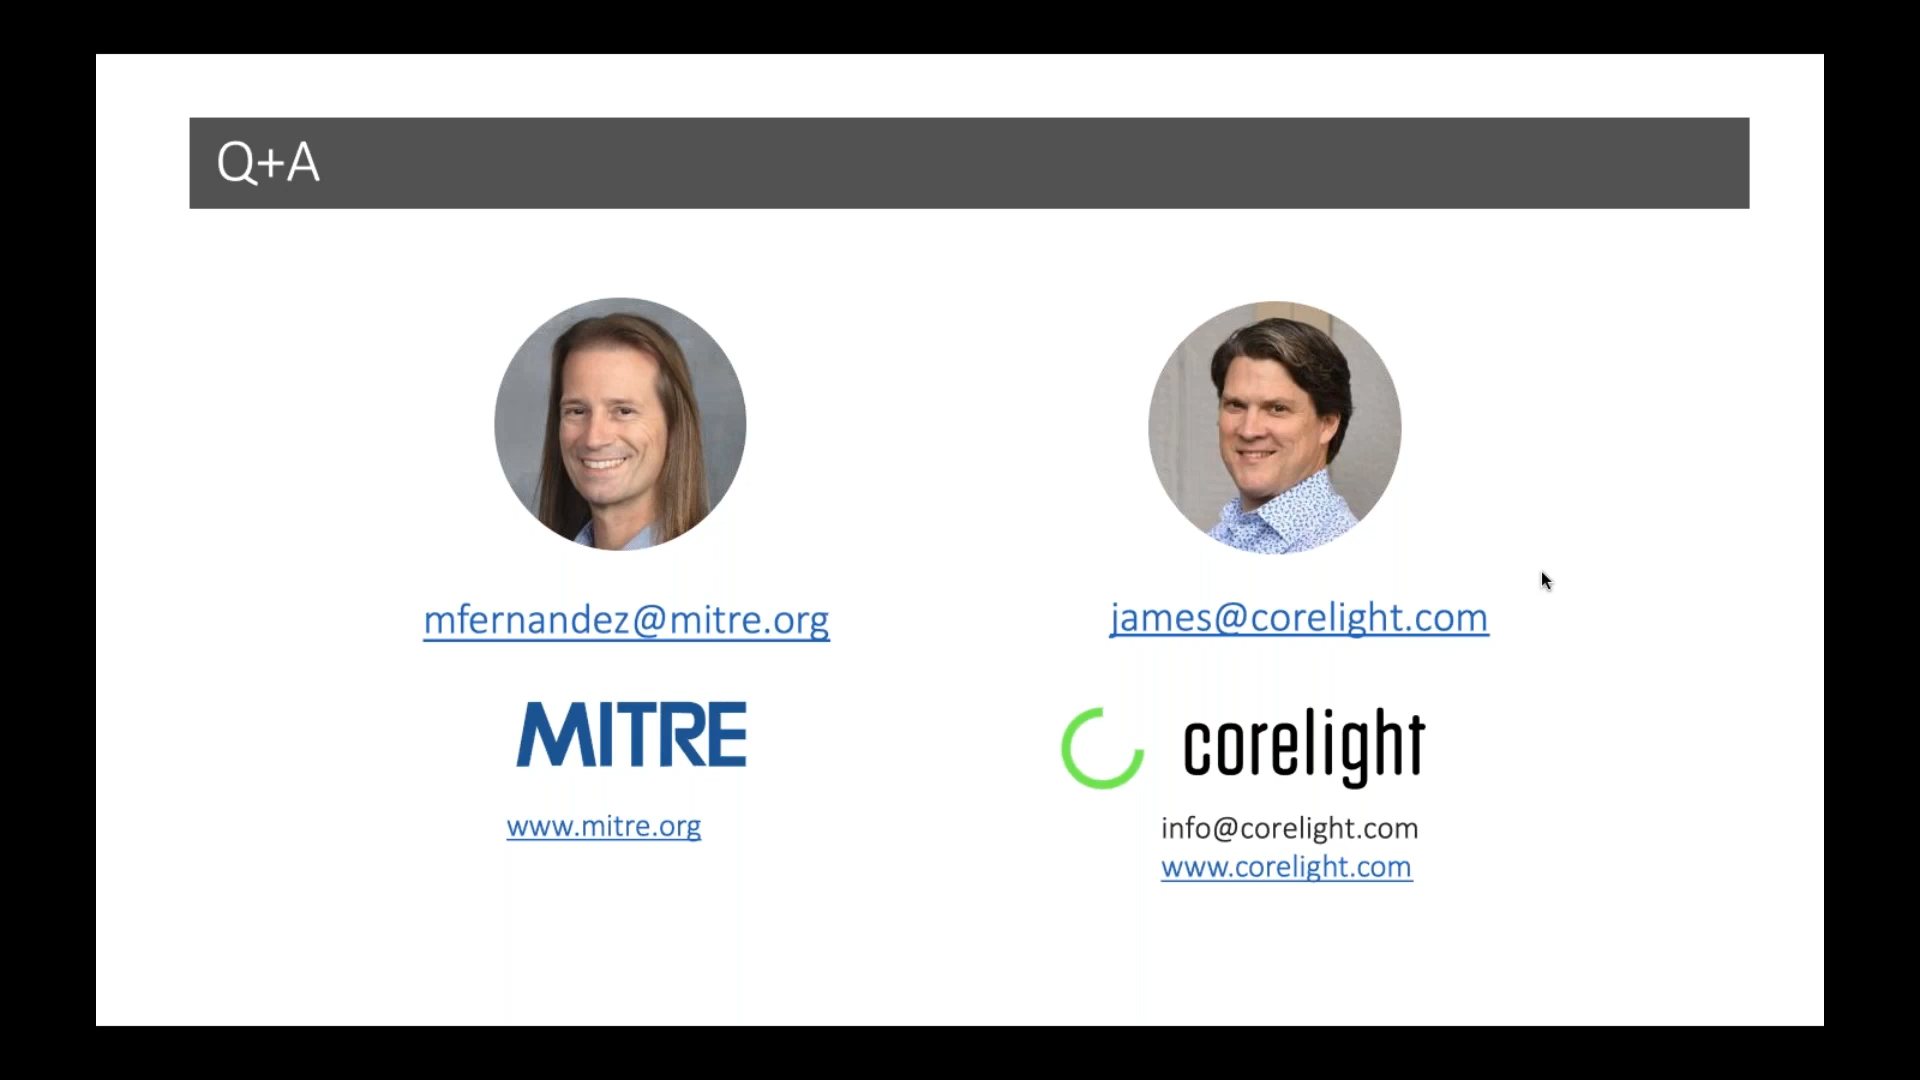 Q+A
mfernandez@mitre.org
james@corelight.com
MITRE
corelight
www.mitre.org
info@corelight.com
www.corelight.com